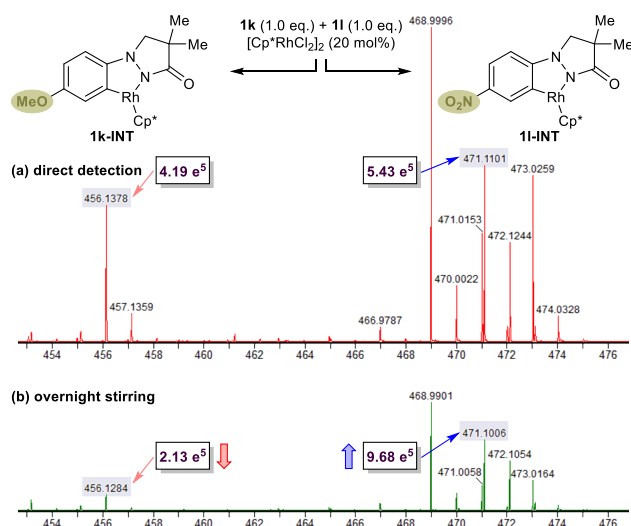 1k (1.0 eq.) + 1l (1.0 eq.)
[Cp*RhCl2]2 (20 mol%)
Me
Me
N
N
O
Rh
Cp*
MeO
1k-INT
Me
Me
N
N
O
Rh
Cp*
O2N
1l-INT
468.9996
(a) direct detection
4.19 e5
5.43 e5
471.1101
473.0259
456.1378
471.0153
472.1244
470.0022
457.1359
466.9787
474.0328
454 456 458 460 462 464 466 468 470 472 474 476
(b) overnight stirring
468.9901
2.13 e5
9.68 e5
471.1006
472.1054
456.1284
471.0058
473.0164
454 456 458 460 462 464 466 468 470 472 474 476